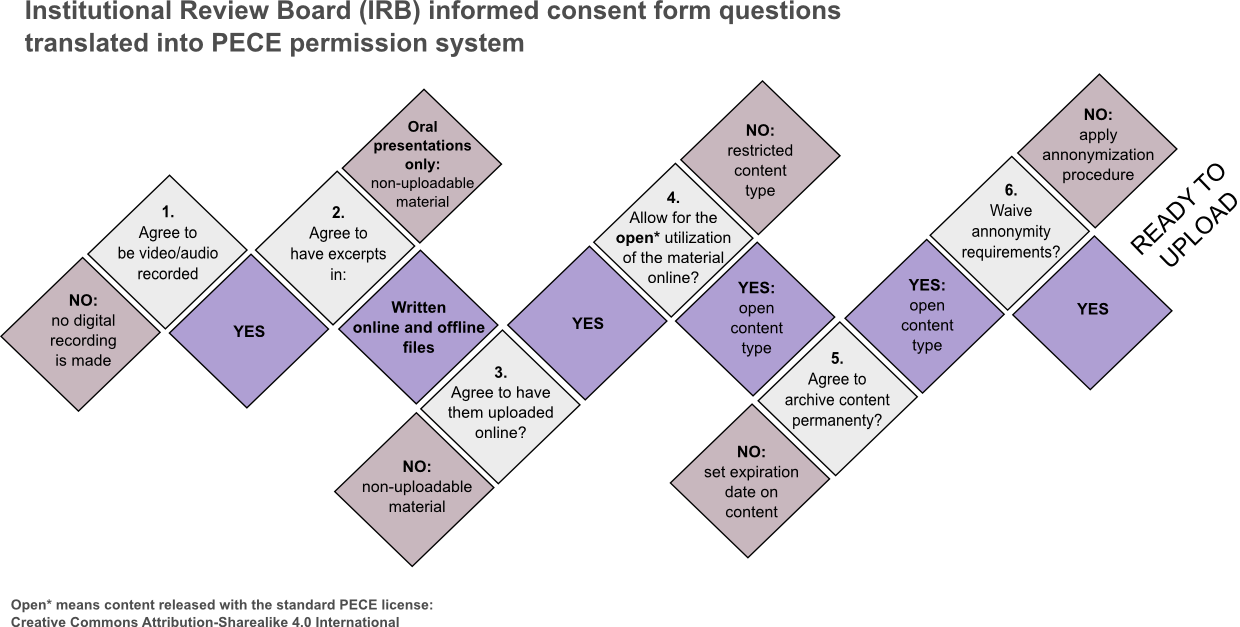 Institutional Review Board (IRB) informed consent form questions
translated into PECE permission system
1.
Agree to
be video/audio
recorded
NO:
no digital
recording
is made
YES
2.
Agree to
have excerpts
in:
Oral
presentations
only:
non-uploadable
material
Written
online and offline
files
3.
Agree to have
them uploaded
online?
NO:
non-uploadable
material
YES
4.
Allow for the
open* utilization
of the material
online?
NO:
restricted
content
type
YES:
open
content
type
5.
Agree to
archive content
permanenty?
NO:
set expiration
date on
content
YES:
open
content
type
6.
Waive
annonymity
requirements?
NO:
apply
annonymization
procedure
YES
READY TO
UPLOAD
Open* means content released with the standard PECE license:
Creative Commons Attribution-Sharealike 4.0 International